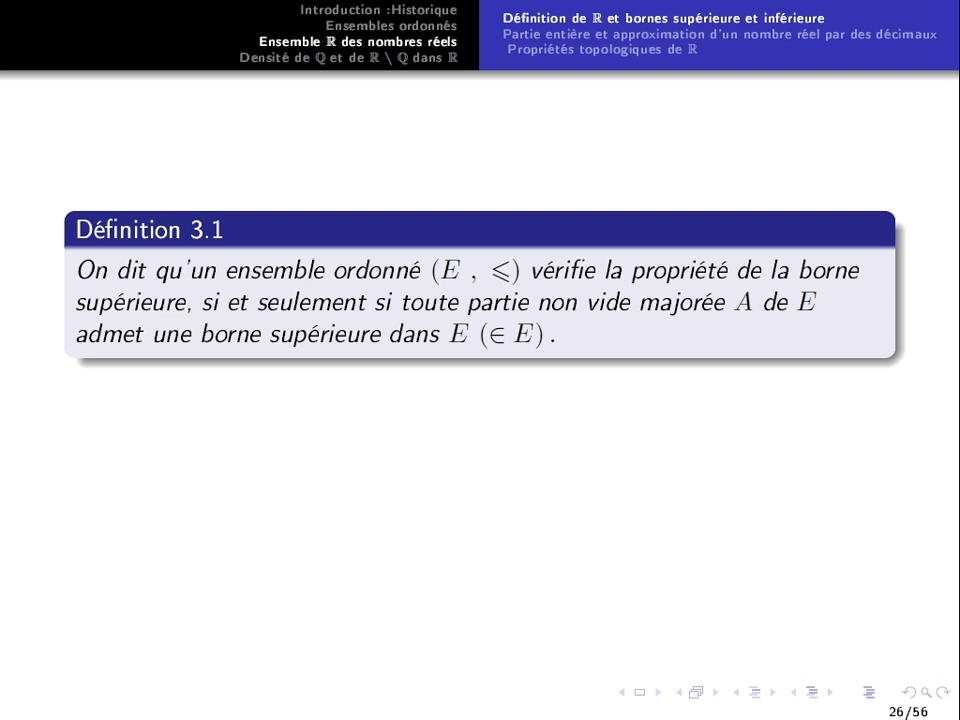 Introduction :Historique
Ensembles ordonnés
Ensemble ℝ des nombres réels
Densité de ℚ et de ℝ \ ℚ dans ℝ
Définition de ℝ et bornes supérieure et inférieure
Partie entière et approximation d'un nombre réel par des décimaux
Propriétés topologiques de ℝ
Définition 3.1
On dit qu'un ensemble ordonné (E , ⩽) vérifie la propriété de la borne
supérieure, si et seulement si toute partie non vide majorée A de E
admet une borne supérieure dans E (∈ E) .
26/56